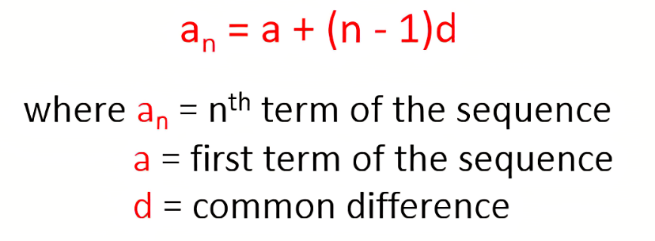 aₙ = a + (n - 1)d
where aₙ = nᵗʰ term of the sequence
a = first term of the sequence
d = common difference